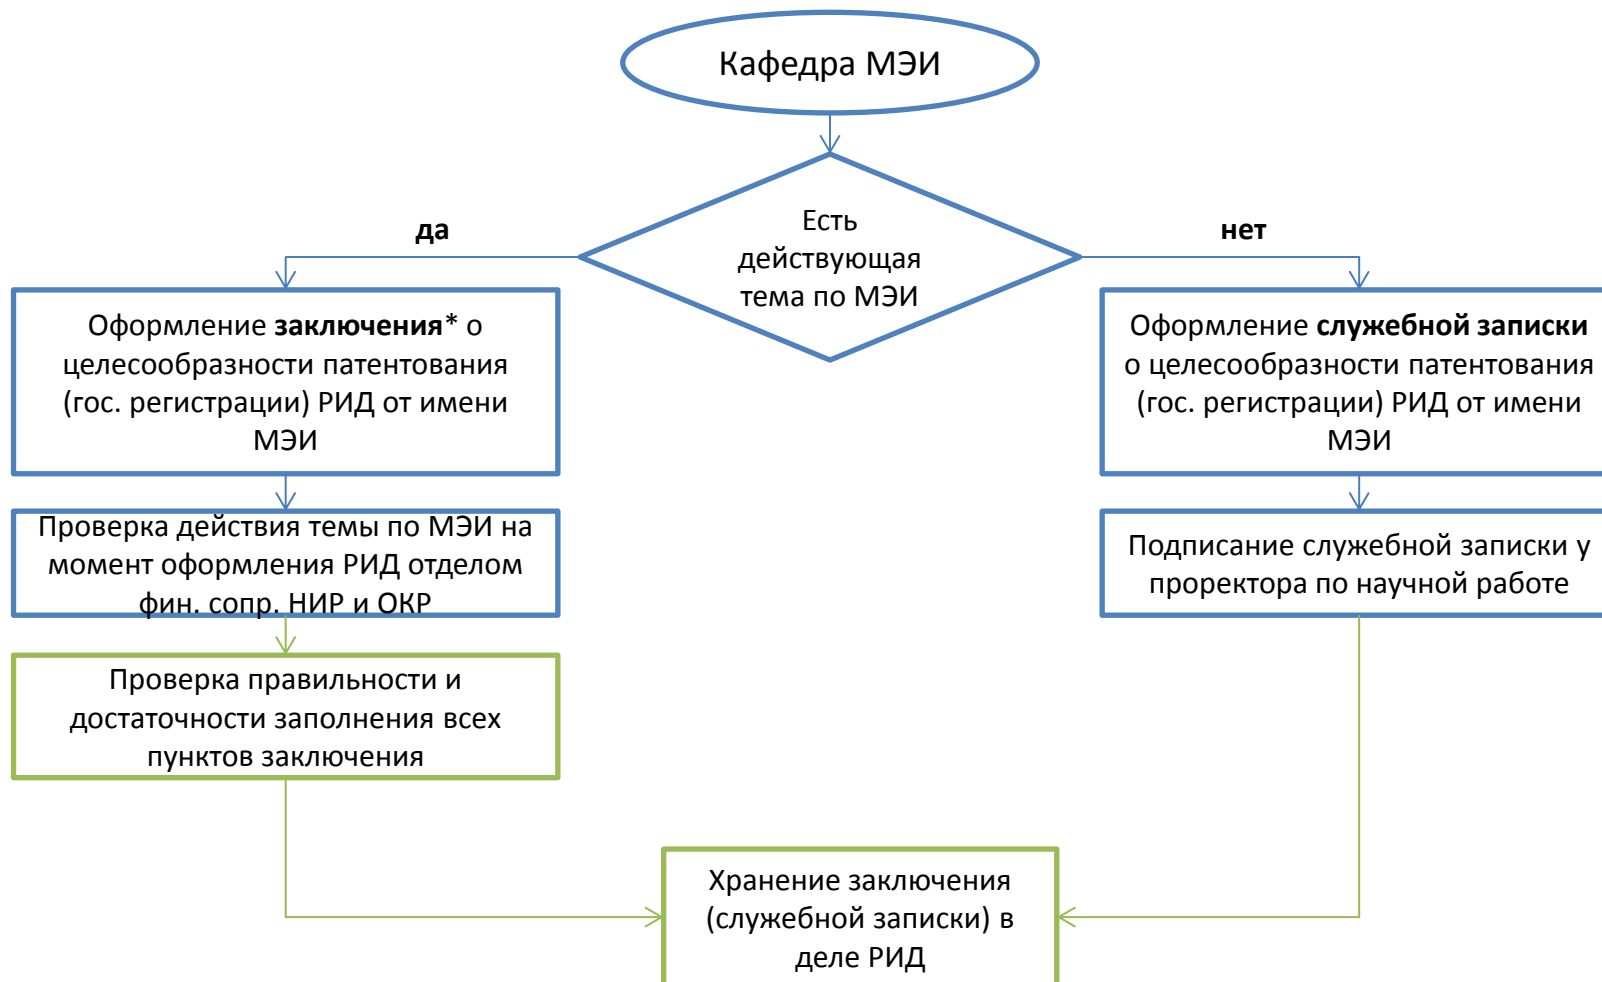 Кафедра МЭИ
Есть
действующая
тема по МЭИ
да
нет
Оформление заключения* о
целесообразности патентования
(гос. регистрации) РИД от имени
МЭИ
Оформление служебной записки
о целесообразности патентования
(гос. регистрации) РИД от имени
МЭИ
Проверка действия темы по МЭИ на
момент оформления РИД отделом
фин. сопр. НИР и ОКР
Подписание служебной записки у
проректора по научной работе
Проверка правильности и
достаточности заполнения всех
пунктов заключения
Хранение заключения
(служебной записки) в
деле РИД